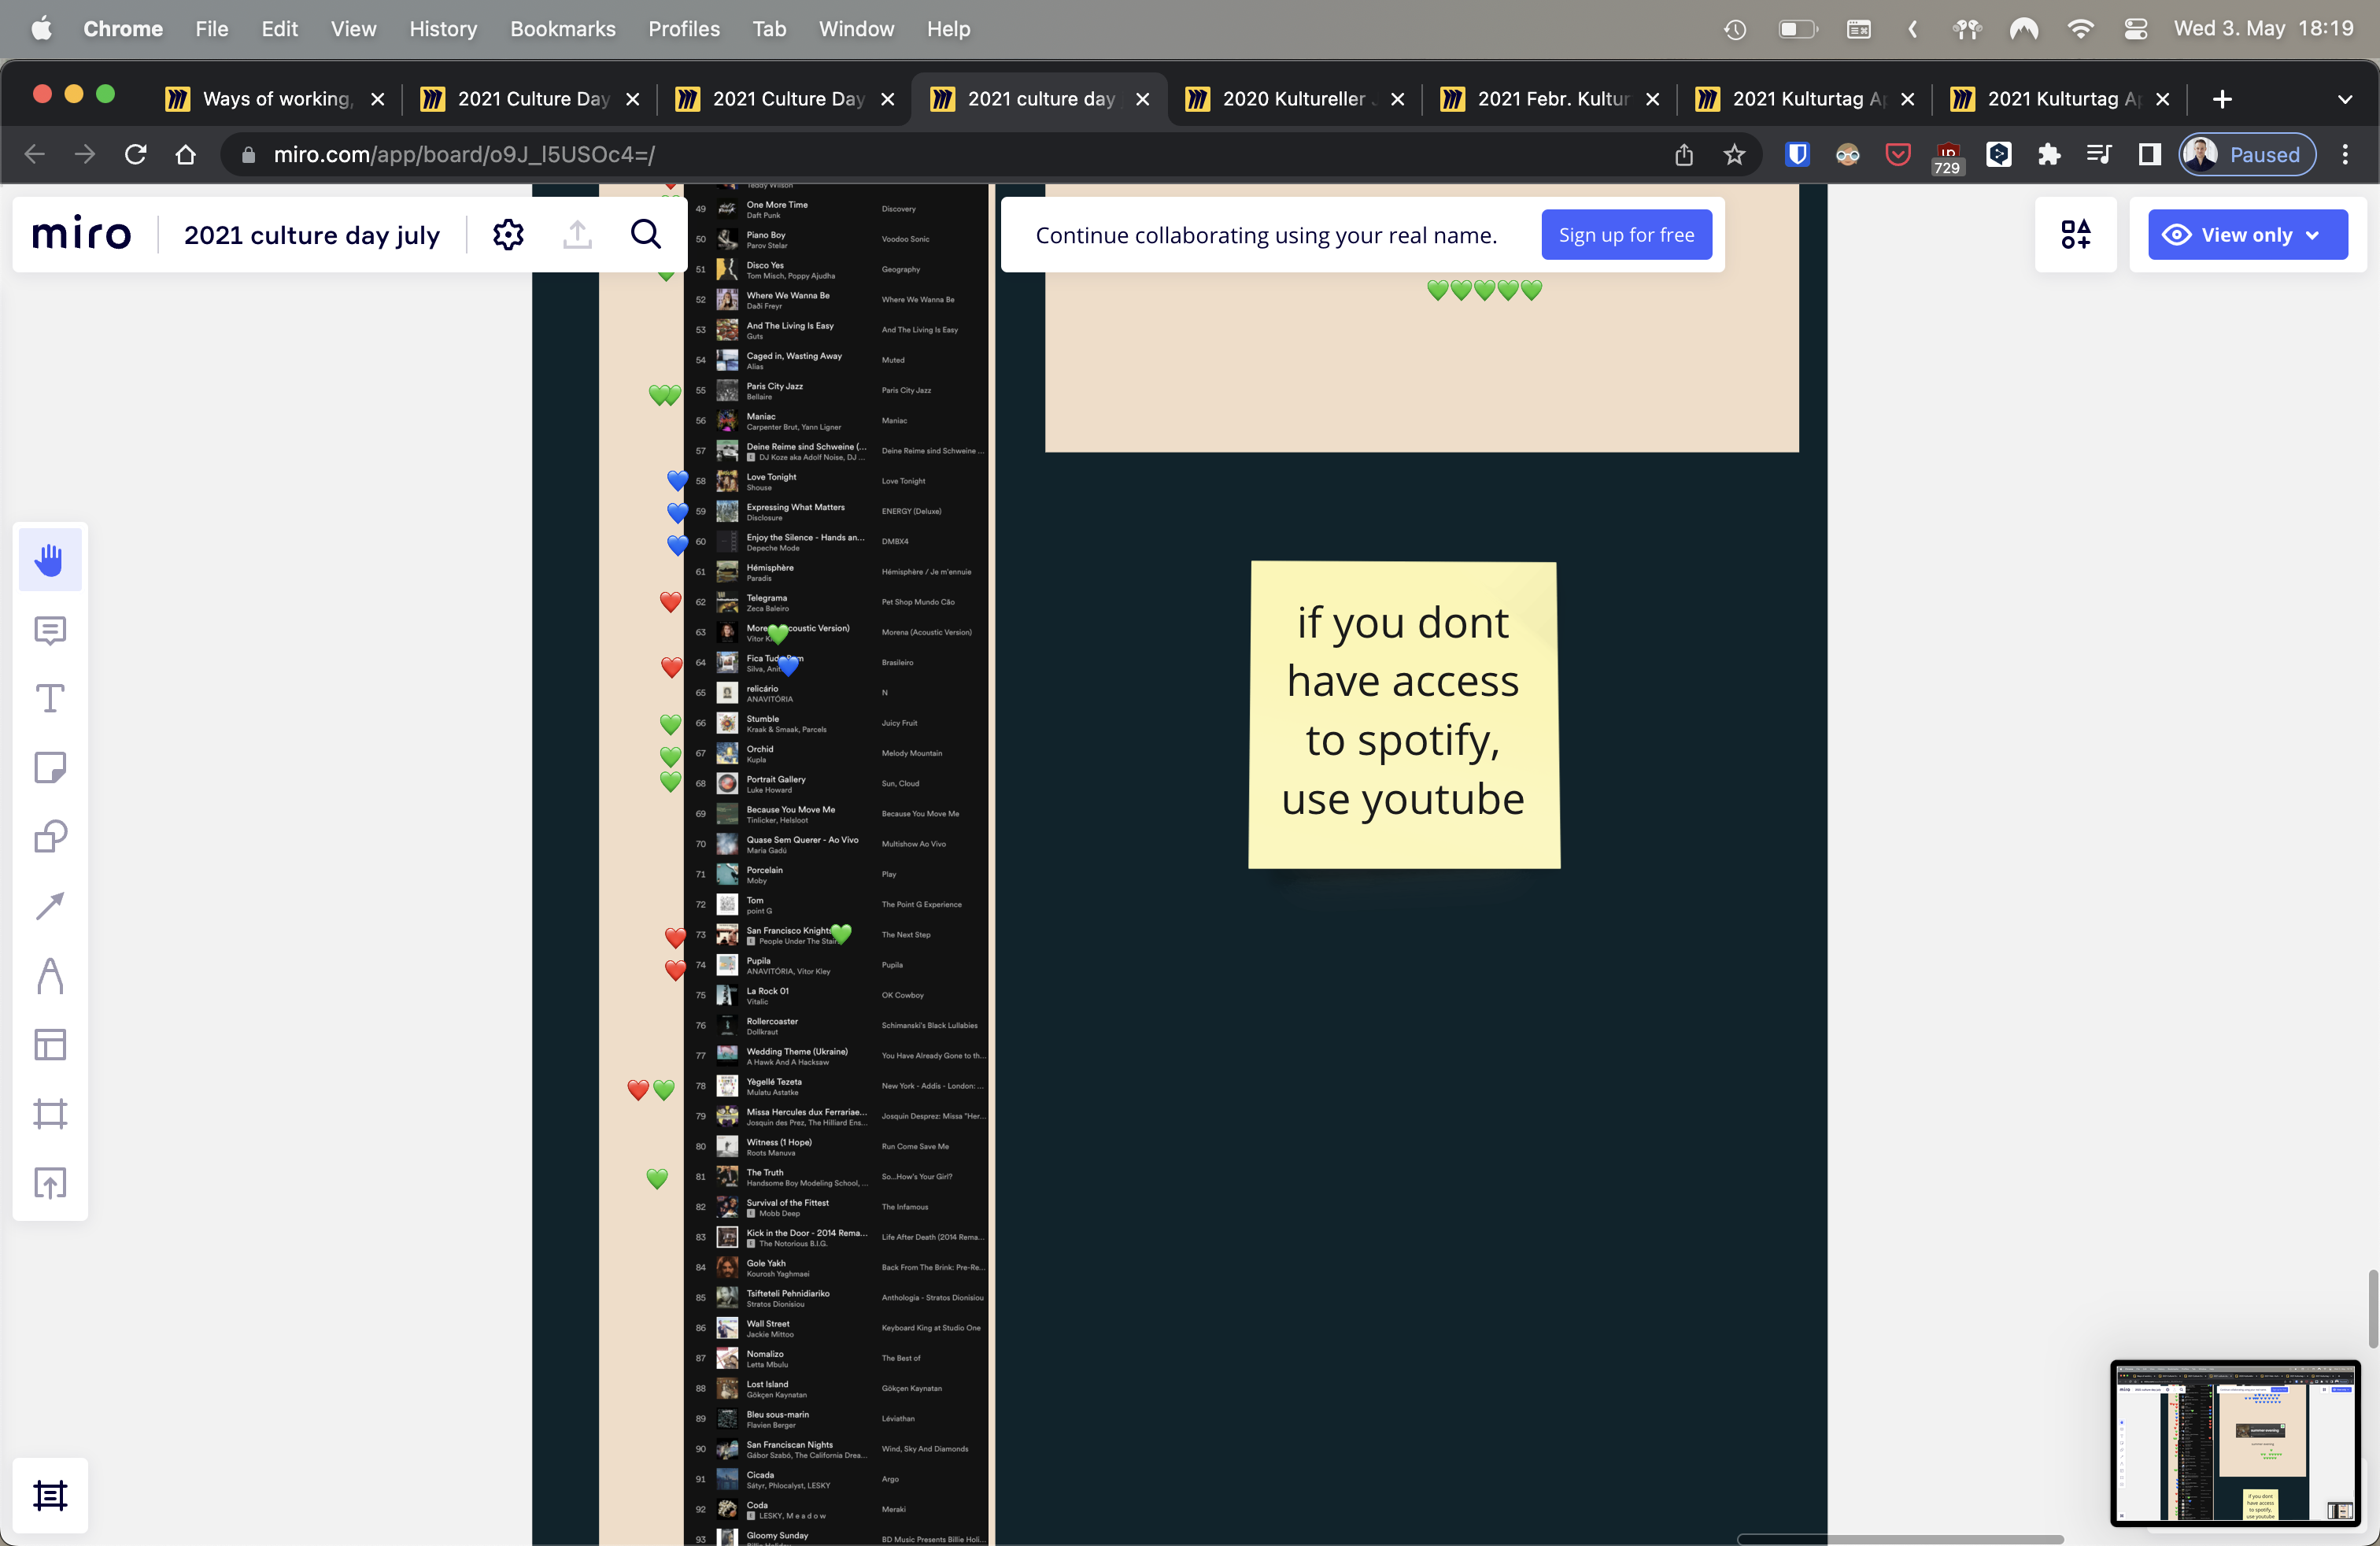 Chrome File Edit View History Bookmarks Profiles Tab Window Help Wed 3. May 18:19
Ways of working, 2021 Culture Day 2021 Culture Day 2021 culture day 2020 Kultureller 2021 Febr. Kultur 2021 Kulturtag 2021 Kulturtag
miro.com/app/board/o9J_l5USOc4=/ 729 Paused
miro 2021 culture day july
Continue collaborating using your real name. Sign up for free
View only
Teddy Wilson
49 One More Time Discovery
Daft Punk
50 Piano Boy Voodoo Sonic
Parov Stelar
51 Disco Yes Geography
Tom Misch, Poppy Ajudha
52 Where We Wanna Be Where We Wanna Be
Daði Freyr
53 And The Living Is Easy And The Living Is Easy
Guts
54 Caged in, Wasting Away Muted
Alias
55 Paris City Jazz Paris City Jazz
Bellaire
56 Maniac Maniac
Carpenter Brut, Yann Ligner
57 Deine Reime sind Schweine (... Deine Reime sind Schweine ...
E DJ Koze aka Adolf Noise, DJ ...
58 Love Tonight Love Tonight
Shouse
59 Expressing What Matters ENERGY (Deluxe)
Disclosure
60 Enjoy the Silence - Hands an... DMBX4
Depeche Mode
61 Hémisphère Hémisphère / Je m'ennuie
Paradis
62 Telegrama Pet Shop Mundo Cão
Zeca Baleiro
63 coustic Version) Morena (Acoustic Version)
Vitor
64 Fica Brasileiro
Silva,
65 relicário N
ANAVITÓRIA
66 Stumble Juicy Fruit
Kraak & Smaak, Parcels
67 Orchid Melody Mountain
Kupla
68 Portrait Gallery Sun, Cloud
Luke Howard
69 Because You Move Me Because You Move Me
Tinlicker, Helsloot
70 Quase Sem Querer - Ao Vivo Multishow Ao Vivo
Maria Gadú
71 Porcelain Play
Moby
72 Tom The Point G Experience
point G
73 San Francisco Knights The Next Step
E People Under The
74 Pupila Pupila
ANAVITÓRIA, Vitor Kley
75 La Rock 01 OK Cowboy
Vitalic
76 Rollercoaster Schimanski's Black Lullabies
Dollkraut
77 Wedding Theme (Ukraine) You Have Already Gone to th...
A Hawk And A Hacksaw
78 Yègellé Tezeta New York - Addis - London: ...
Mulatu Astatke
79 Missa Hercules dux Ferrariae... Josquin Desprez: Missa "Her...
Josquin des Prez, The Hilliard Ens...
80 Witness (1 Hope) Run Come Save Me
Roots Manuva
81 The Truth So...How's Your Girl?
Handsome Boy Modeling School, ...
82 Survival of the Fittest The Infamous
E Mobb Deep
83 Kick in the Door - 2014 Rema... Life After Death (2014 Rema...
E The Notorious B.I.G.
84 Gole Yakh Back From The Brink: Pre-Re...
Kourosh Yaghmaei
85 Tsifteteli Pehnidiariko Anthologia - Stratos Dionisiou
Stratos Dionisiou
86 Wall Street Keyboard King at Studio One
Jackie Mittoo
87 Nomalizo The Best of
Letta Mbulu
88 Lost Island Gökçen Kaynatan
Gökçen Kaynatan
89 Bleu sous-marin Léviathan
Flavien Berger
90 San Franciscan Nights Wind, Sky And Diamonds
Gábor Szabó, The California Drea...
91 Cicada Argo
Sátyr, Phlocalyst, LESKY
92 Coda Meraki
E LESKY, M e a d o w
93 Gloomy Sunday BD Music Presents Billie Holi...
if you dont
have access
to spotify,
use youtube